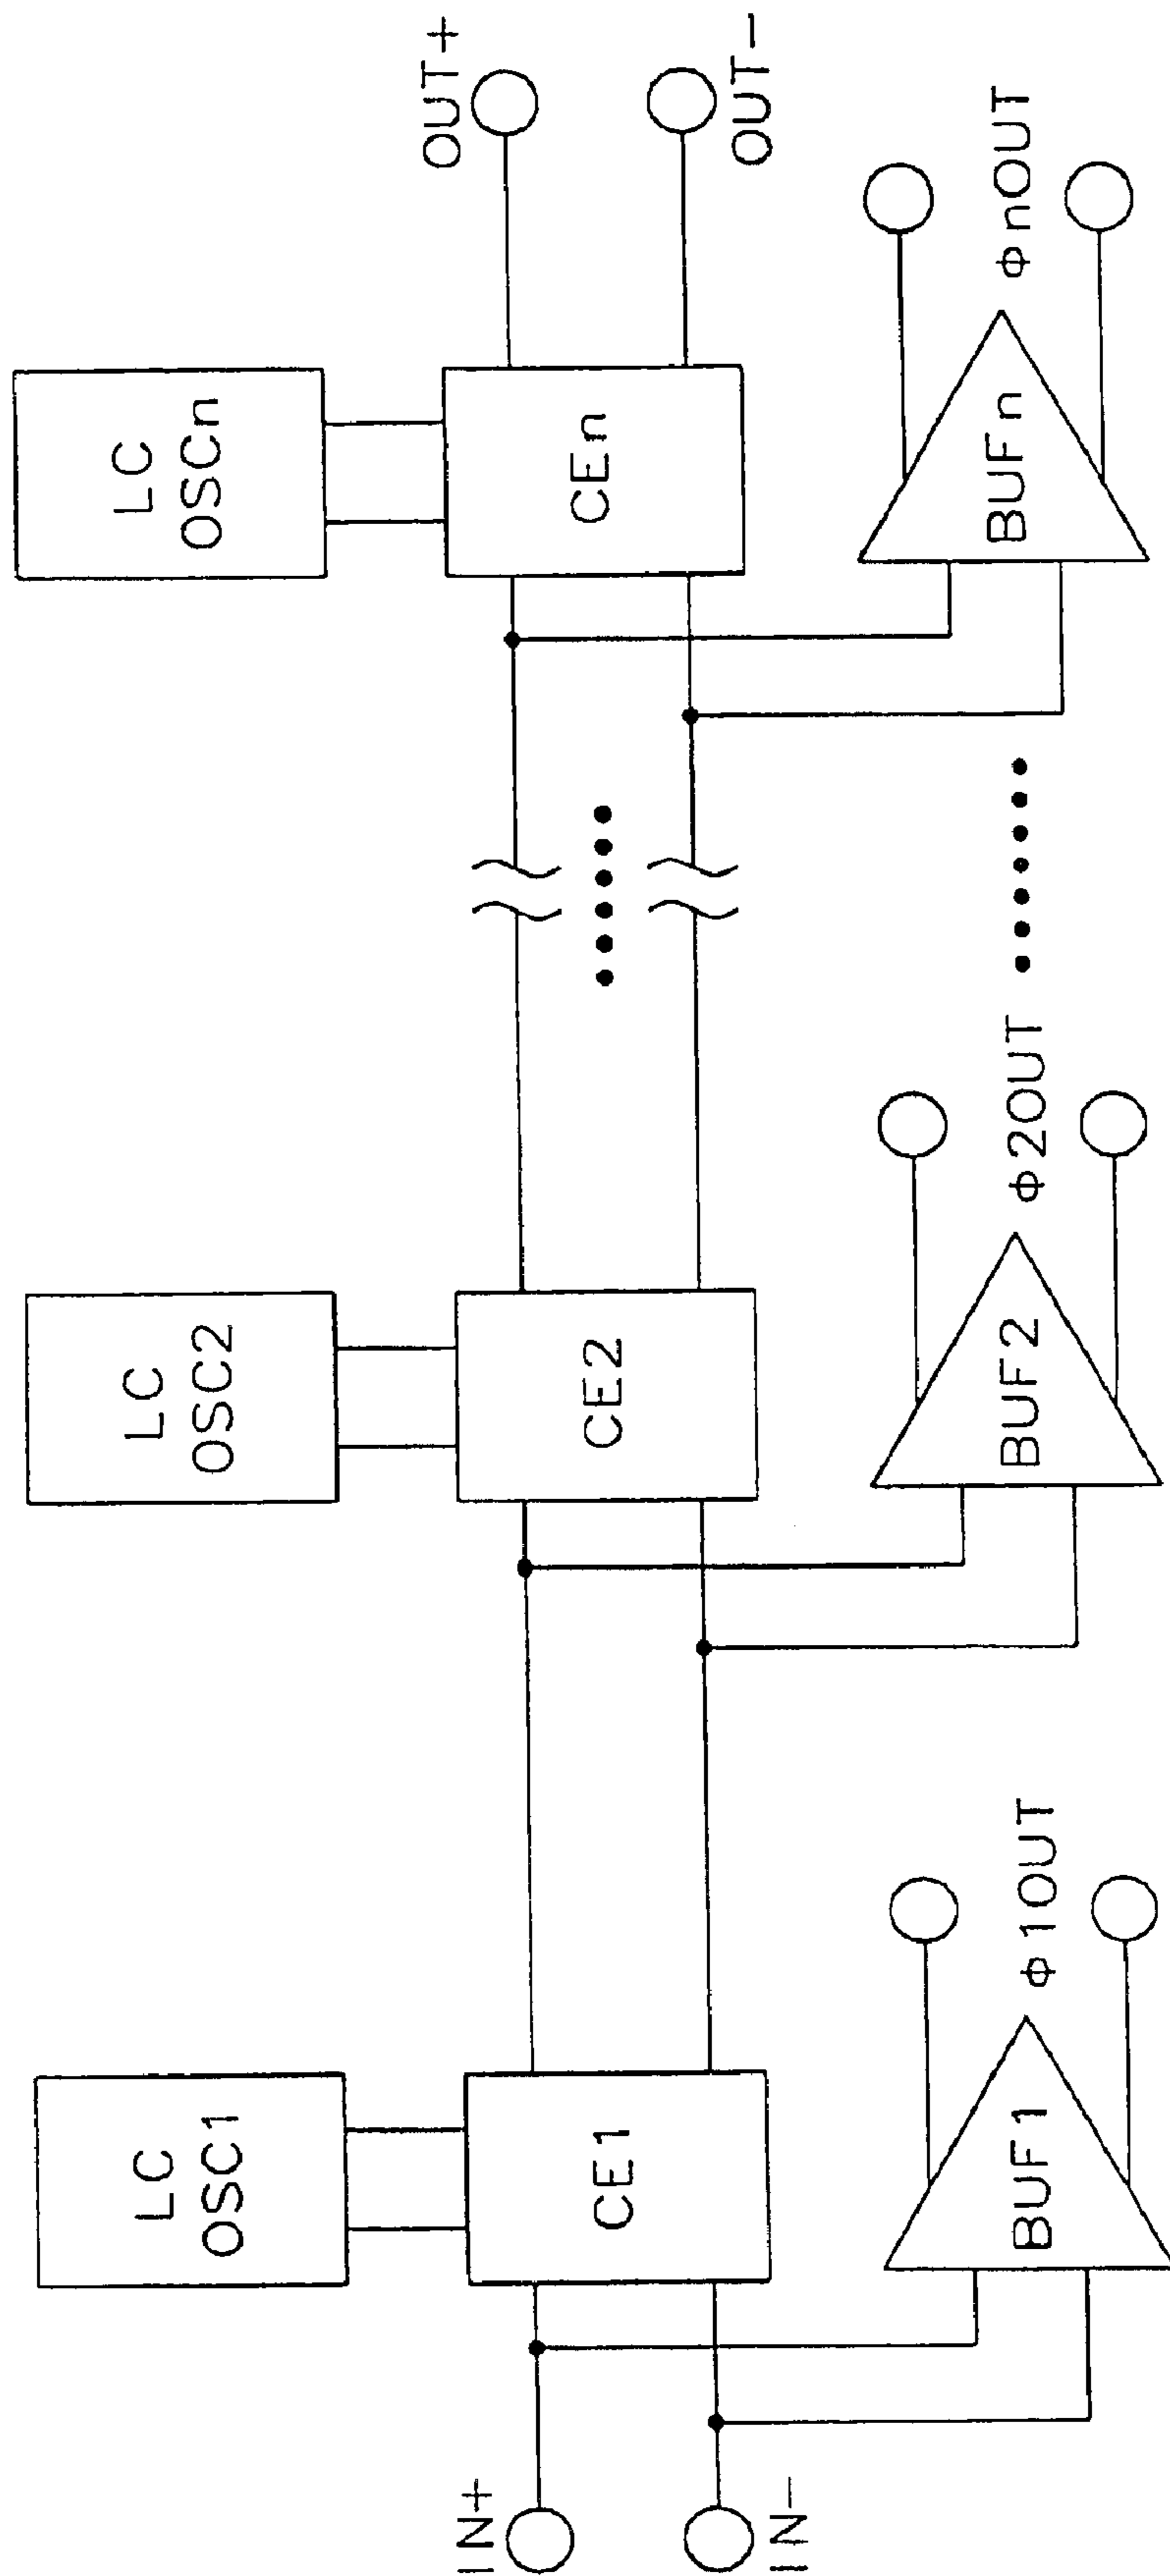 LC
OSC1
LC
OSC2
LC
OSCn
IN+
OUT+
CE1
CE2
CEn
IN-
OUT-
BUF1
Φ1OUT
BUF2
Φ2OUT
BUFn
ΦnOUT